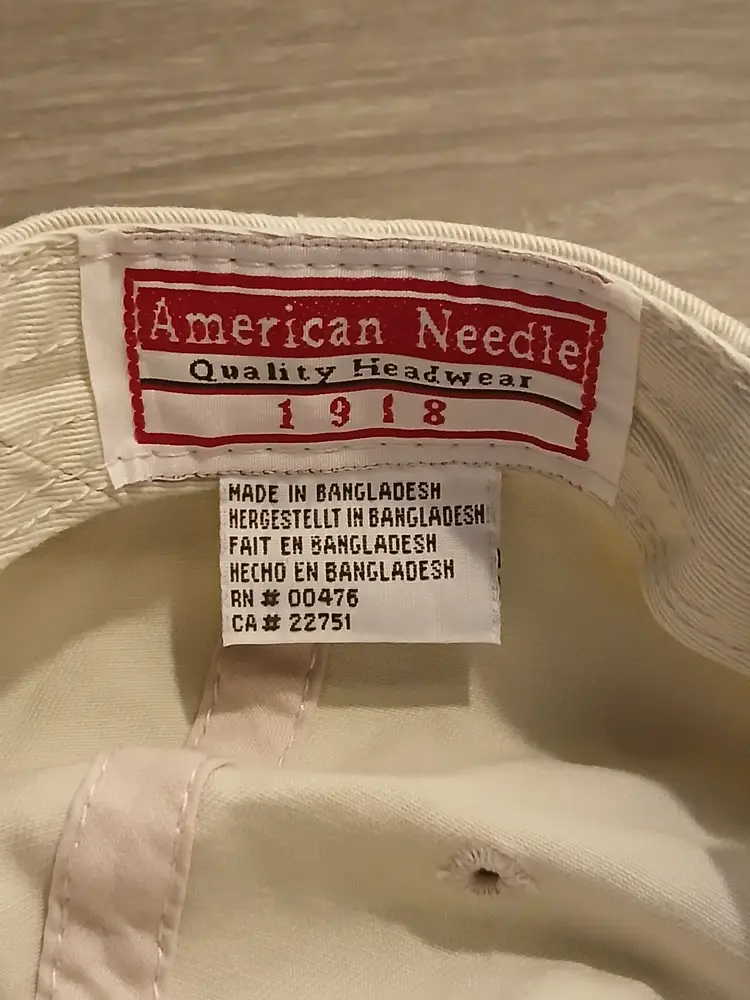 American Needle
Quality Headwear
1918
MADE IN BANGLADESH
HERGESTELLT IN BANGLADESH
FAIT EN BANGLADESH
HECHO EN BANGLADESH
RN # 00476
CA# 22751